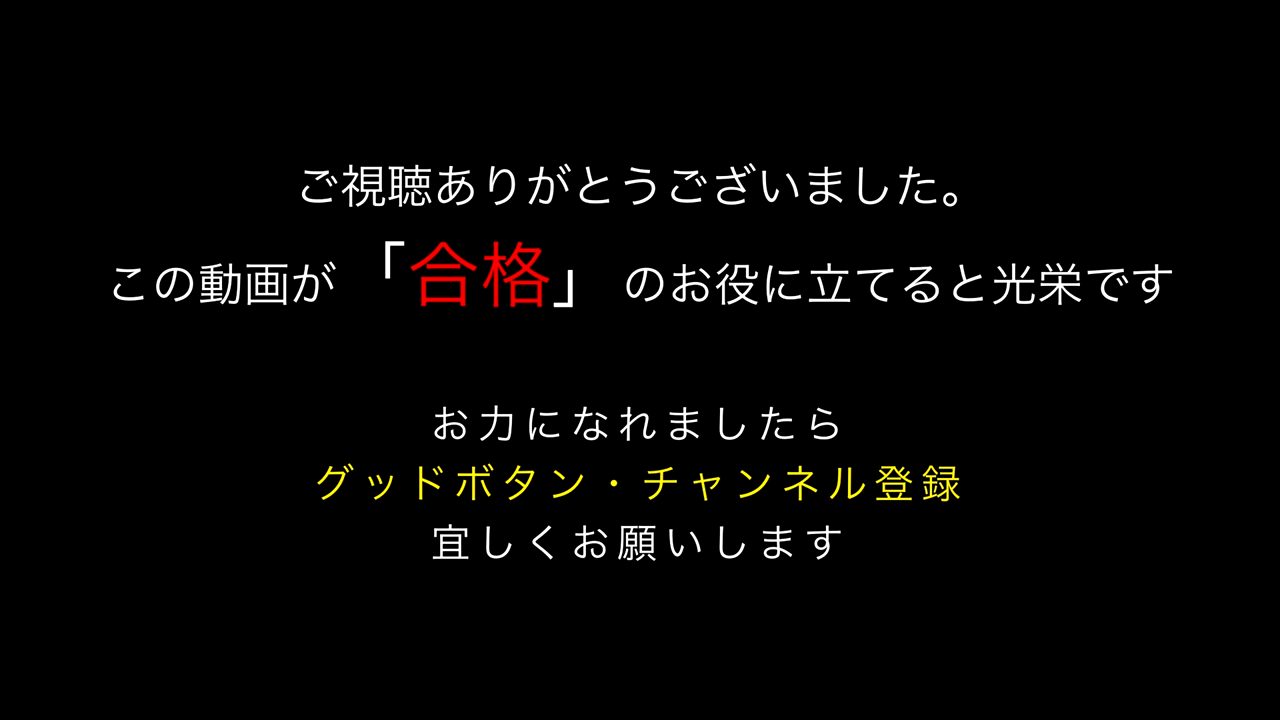 ご視聴ありがとうございました。
この動画が「合格」のお役に立てると光栄です
お力になれましたら
グッドボタン・チャンネル登録
宜しくお願いします